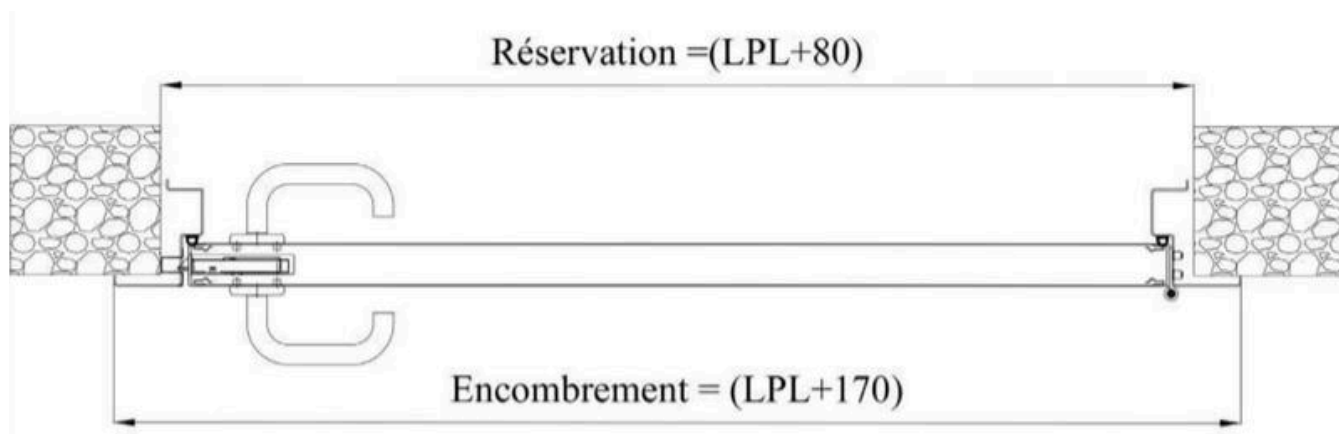 Réservation =(LPL+80)
Encombrement = (LPL+170)